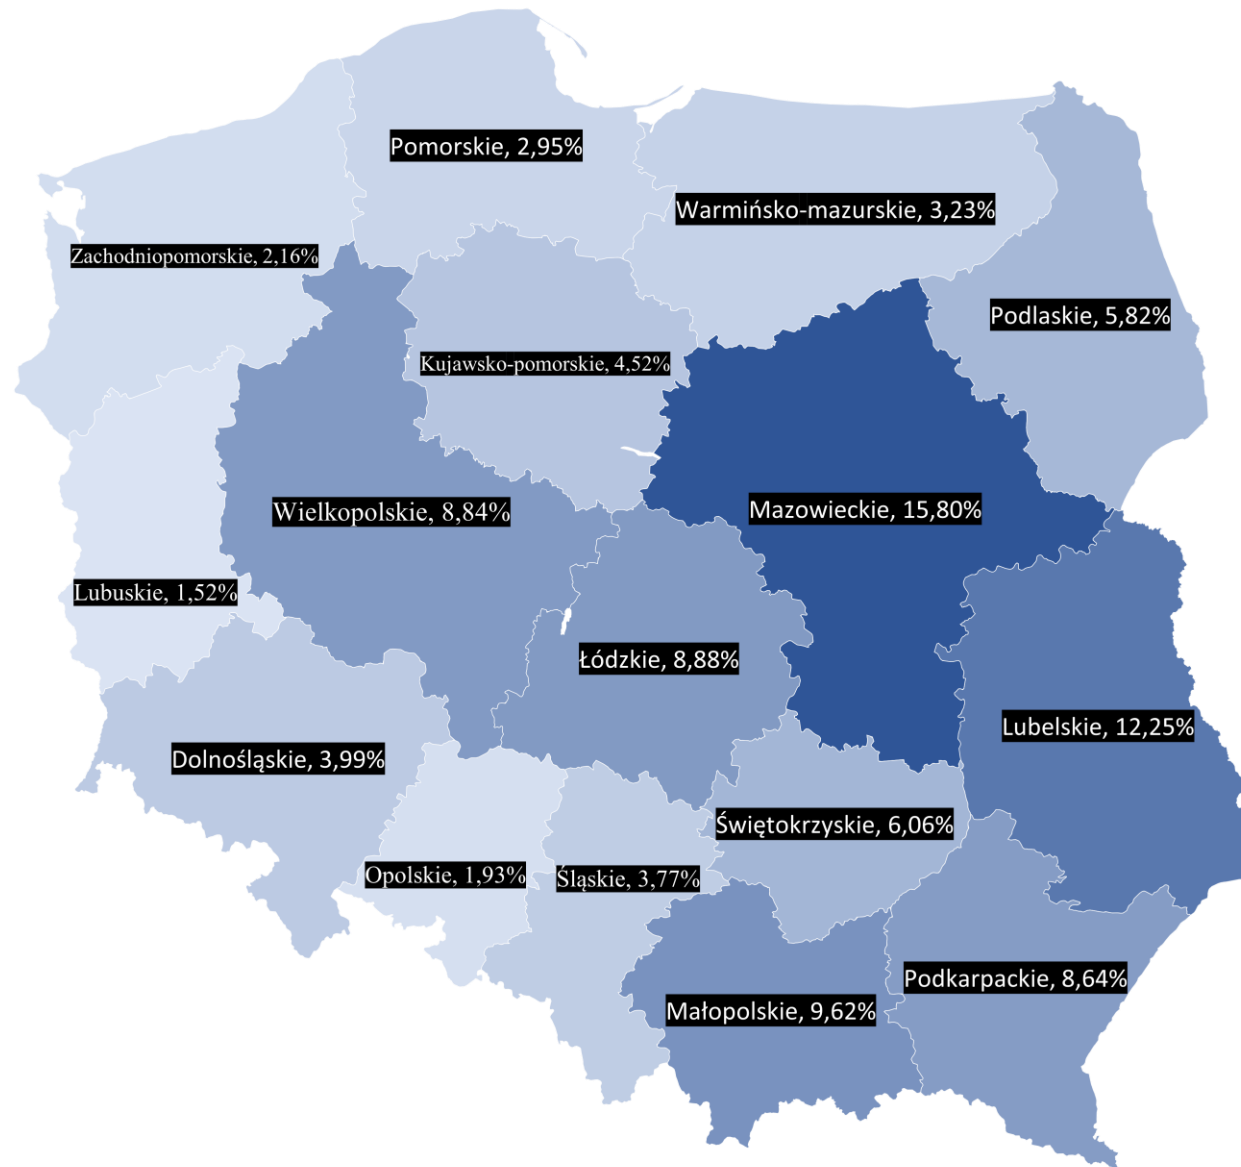 Pomorskie, 2,95%
Warmińsko-mazurskie, 3,23%
Zachodniopomorskie, 2,16%
Podlaskie, 5,82%
Kujawsko-pomorskie, 4,52%
Wielkopolskie, 8,84%
Mazowieckie, 15,80%
Lubuskie, 1,52%
Łódzkie, 8,88%
Lubelskie, 12,25%
Dolnośląskie, 3,99%
Świętokrzyskie, 6,06%
Opolskie, 1,93%
Śląskie, 3,77%
Podkarpackie, 8,64%
Małopolskie, 9,62%